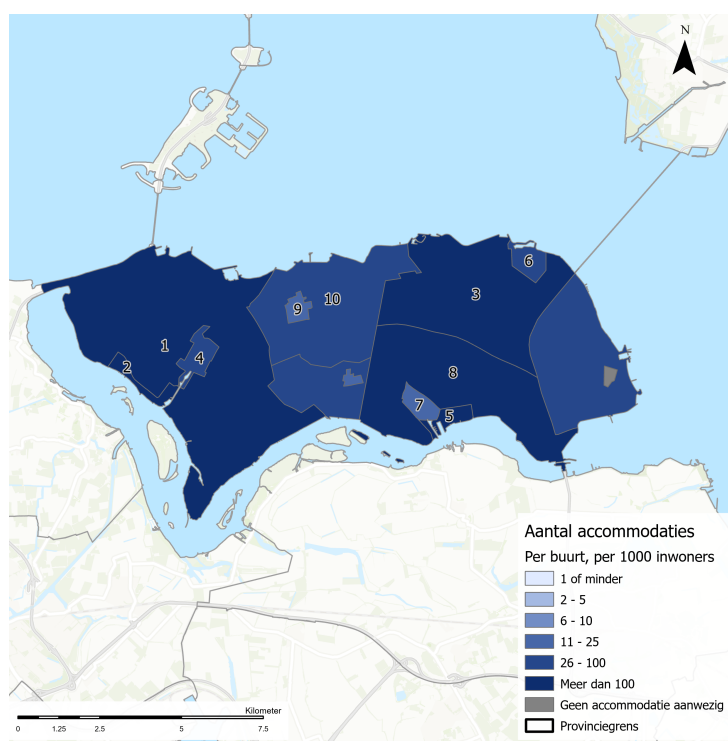 N
6
3
10
9
1
4
2
8
7
5
Aantal accommodaties
Per buurt, per 1000 inwoners
1 of minder
2 - 5
6 - 10
11 - 25
26 - 100
Meer dan 100
Geen accommodatie aanwezig
Provinciegrens
Kilometer
0 1.25 2.5 5 7.5